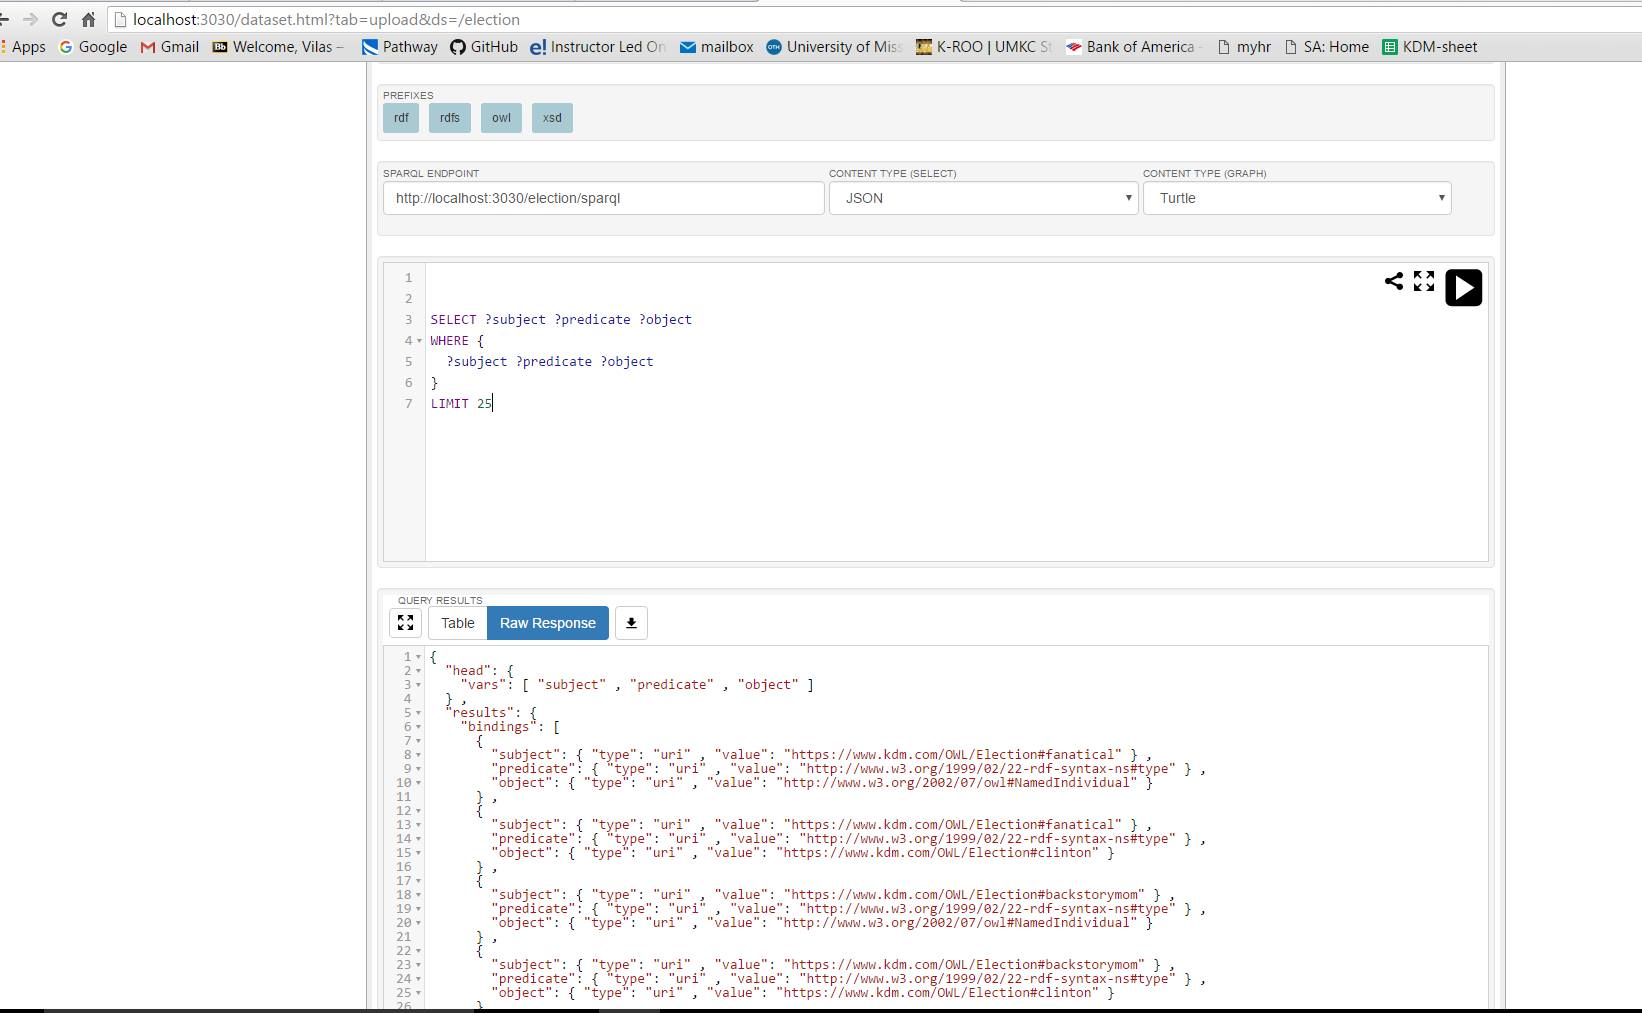 localhost:3030/dataset.html?tab=upload&ds=/election
Apps Google Gmail Bb Welcome, Vilas – Pathway GitHub e! Instructor Led On mailbox OTH University of Miss K-ROO | UMKC St Bank of America - myhr SA: Home KDM-sheet
PREFIXES
rdf rdfs owl xsd
SPARQL ENDPOINT CONTENT TYPE (SELECT) CONTENT TYPE (GRAPH)
http://localhost:3030/election/sparql JSON Turtle
1
2
3 SELECT ?subject ?predicate ?object
4 WHERE {
5 ?subject ?predicate ?object
6 }
7 LIMIT 25
QUERY RESULTS
Table Raw Response
1 {
2 "head": {
3 "vars": [ "subject" , "predicate" , "object" ]
4 } ,
5 "results": {
6 "bindings": [
7 {
8 "subject": { "type": "uri" , "value": "https://www.kdm.com/OWL/Election#fanatical" } ,
9 "predicate": { "type": "uri" , "value": "http://www.w3.org/1999/02/22-rdf-syntax-ns#type" } ,
10 "object": { "type": "uri" , "value": "http://www.w3.org/2002/07/owl#NamedIndividual" }
11 } ,
12 {
13 "subject": { "type": "uri" , "value": "https://www.kdm.com/OWL/Election#fanatical" } ,
14 "predicate": { "type": "uri" , "value": "http://www.w3.org/1999/02/22-rdf-syntax-ns#type" } ,
15 "object": { "type": "uri" , "value": "https://www.kdm.com/OWL/Election#clinton" }
16 } ,
17 {
18 "subject": { "type": "uri" , "value": "https://www.kdm.com/OWL/Election#backstorymom" } ,
19 "predicate": { "type": "uri" , "value": "http://www.w3.org/1999/02/22-rdf-syntax-ns#type" } ,
20 "object": { "type": "uri" , "value": "http://www.w3.org/2002/07/owl#NamedIndividual" }
21 } ,
22 {
23 "subject": { "type": "uri" , "value": "https://www.kdm.com/OWL/Election#backstorymom" } ,
24 "predicate": { "type": "uri" , "value": "http://www.w3.org/1999/02/22-rdf-syntax-ns#type" } ,
25 "object": { "type": "uri" , "value": "https://www.kdm.com/OWL/Election#clinton" }
26 }